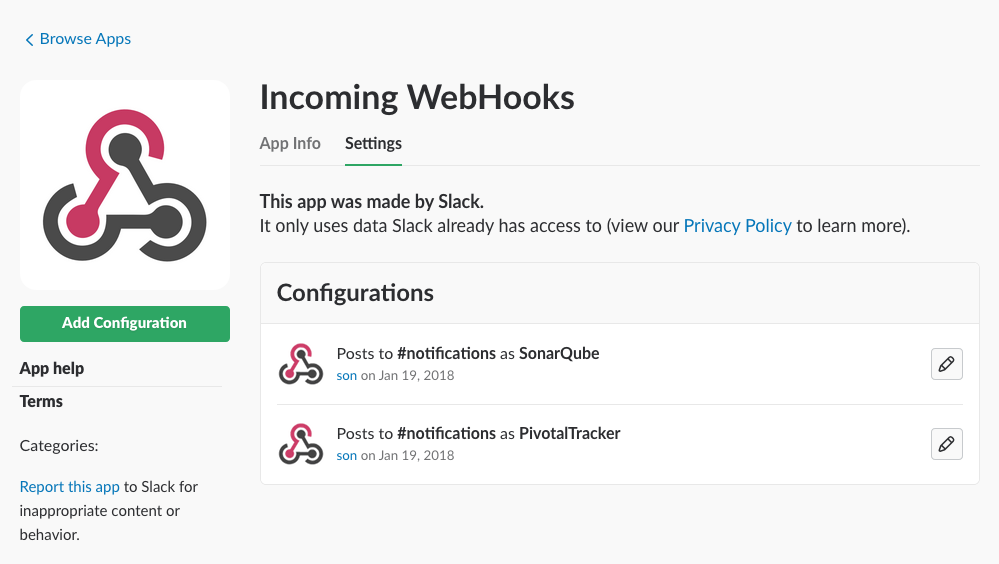 Browse Apps
Incoming WebHooks
App Info Settings
This app was made by Slack.
It only uses data Slack already has access to (view our Privacy Policy to learn more).
Add Configuration
App help
Terms
Categories:
Report this app to Slack for
inappropriate content or
behavior.
Configurations
Posts to #notifications as SonarQube
son on Jan 19, 2018
Posts to #notifications as PivotalTracker
son on Jan 19, 2018